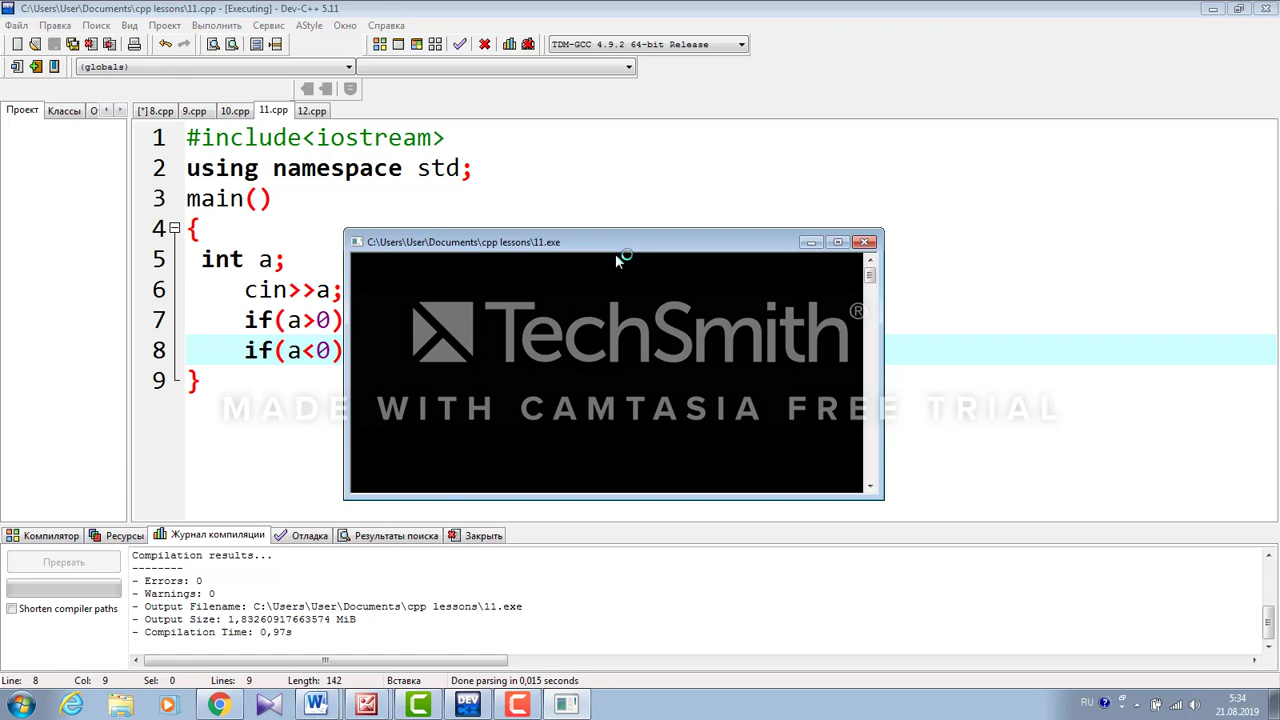 C:\Users\User\Documents\cpp lessons\11.cpp - [Executing] - Dev-C++ 5.11
Файл Правка Поиск Вид Проект Выполнить Сервис AStyle Окно Справка
TDM-GCC 4.9.2 64-bit Release
(globals)
Проект Классы О [*] 8.cpp 9.cpp 10.cpp 11.cpp 12.cpp
1 #include<iostream>
2 using namespace std;
3 main()
4 {
5 int a;
6 cin>>a;
7 if(a>0)
8 if(a<0)
9 }
C:\Users\User\Documents\cpp lessons\11.exe
TechSmith®
MADE WITH CAMTASIA FREE TRIAL
Компилятор Ресурсы Журнал компиляции Отладка Результаты поиска Закрыть
Прервать
Shorten compiler paths
Compilation results...
--------
- Errors: 0
- Warnings: 0
- Output Filename: C:\Users\User\Documents\cpp lessons\11.exe
- Output Size: 1,83260917663574 MiB
- Compilation Time: 0,97s
Line: 8 Col: 9 Sel: 0 Lines: 9 Length: 142 Вставка Done parsing in 0,015 seconds
RU 5:34
21.08.2019